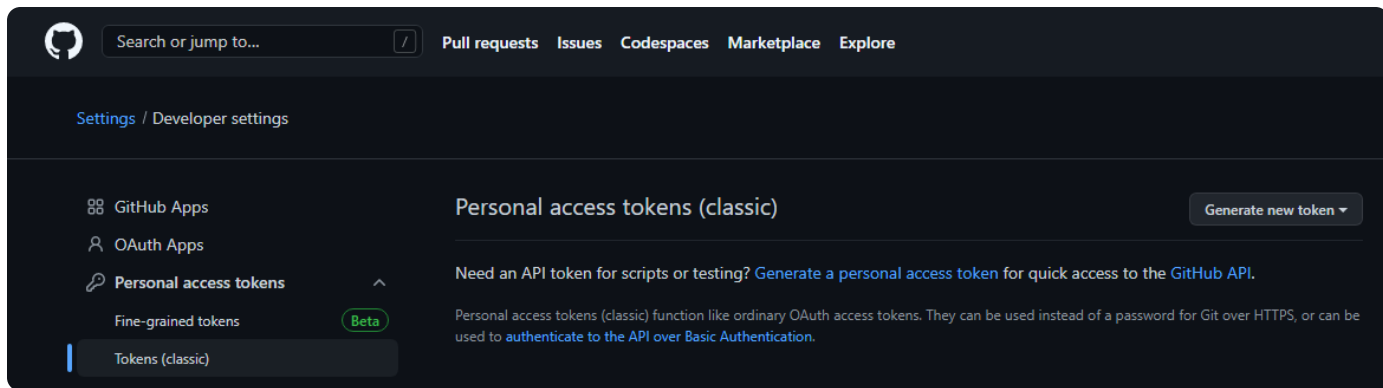 Search or jump to... /
Pull requests Issues Codespaces Marketplace Explore
Settings / Developer settings
GitHub Apps
OAuth Apps
Personal access tokens
Fine-grained tokens Beta
Tokens (classic)
Personal access tokens (classic)
Generate new token
Need an API token for scripts or testing? Generate a personal access token for quick access to the GitHub API.
Personal access tokens (classic) function like ordinary OAuth access tokens. They can be used instead of a password for Git over HTTPS, or can be
used to authenticate to the API over Basic Authentication.